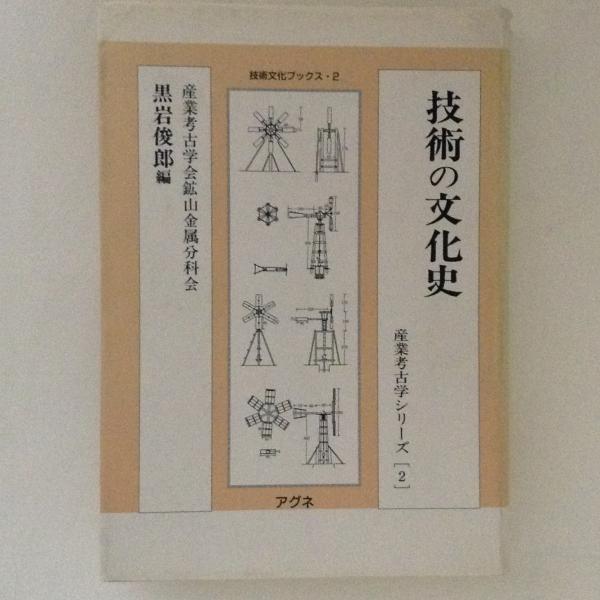 技術文化ブックス・2
技術の文化史
産業考古学シリーズ[2]
産業考古学会鉱山金属分科会
黒岩俊郎編
アグネ